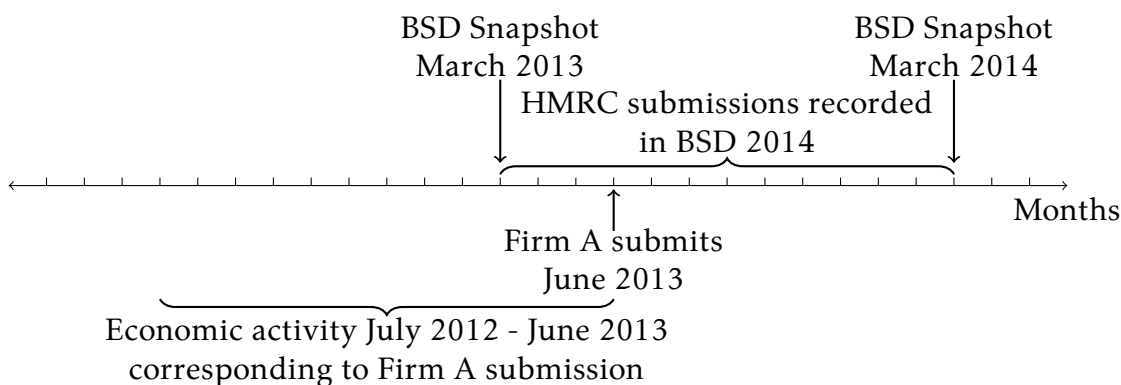 BSD Snapshot
March 2013
BSD Snapshot
March 2014
HMRC submissions recorded
in BSD 2014
Months
Firm A submits
June 2013
Economic activity July 2012 - June 2013
corresponding to Firm A submission